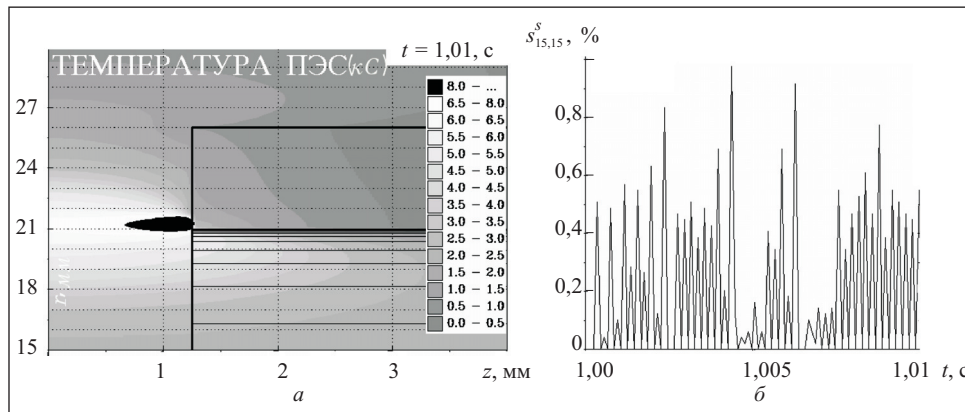 s^s_{15,15}, %
t = 1,01, с
ТЕМПЕРАТУРА ПЭС(кС)
8.0 – ...
6.5 – 8.0
6.0 – 6.5
5.5 – 6.0
5.0 – 5.5
4.5 – 5.0
4.0 – 4.5
3.5 – 4.0
3.0 – 3.5
2.5 – 3.0
2.0 – 2.5
1.5 – 2.0
1.0 – 1.5
0.5 – 1.0
0.0 – 0.5
27
24
21
18
15
1
2
3
z, мм
а
0,8
0,6
0,4
0,2
0
1,00
1,005
1,01
t, с
б